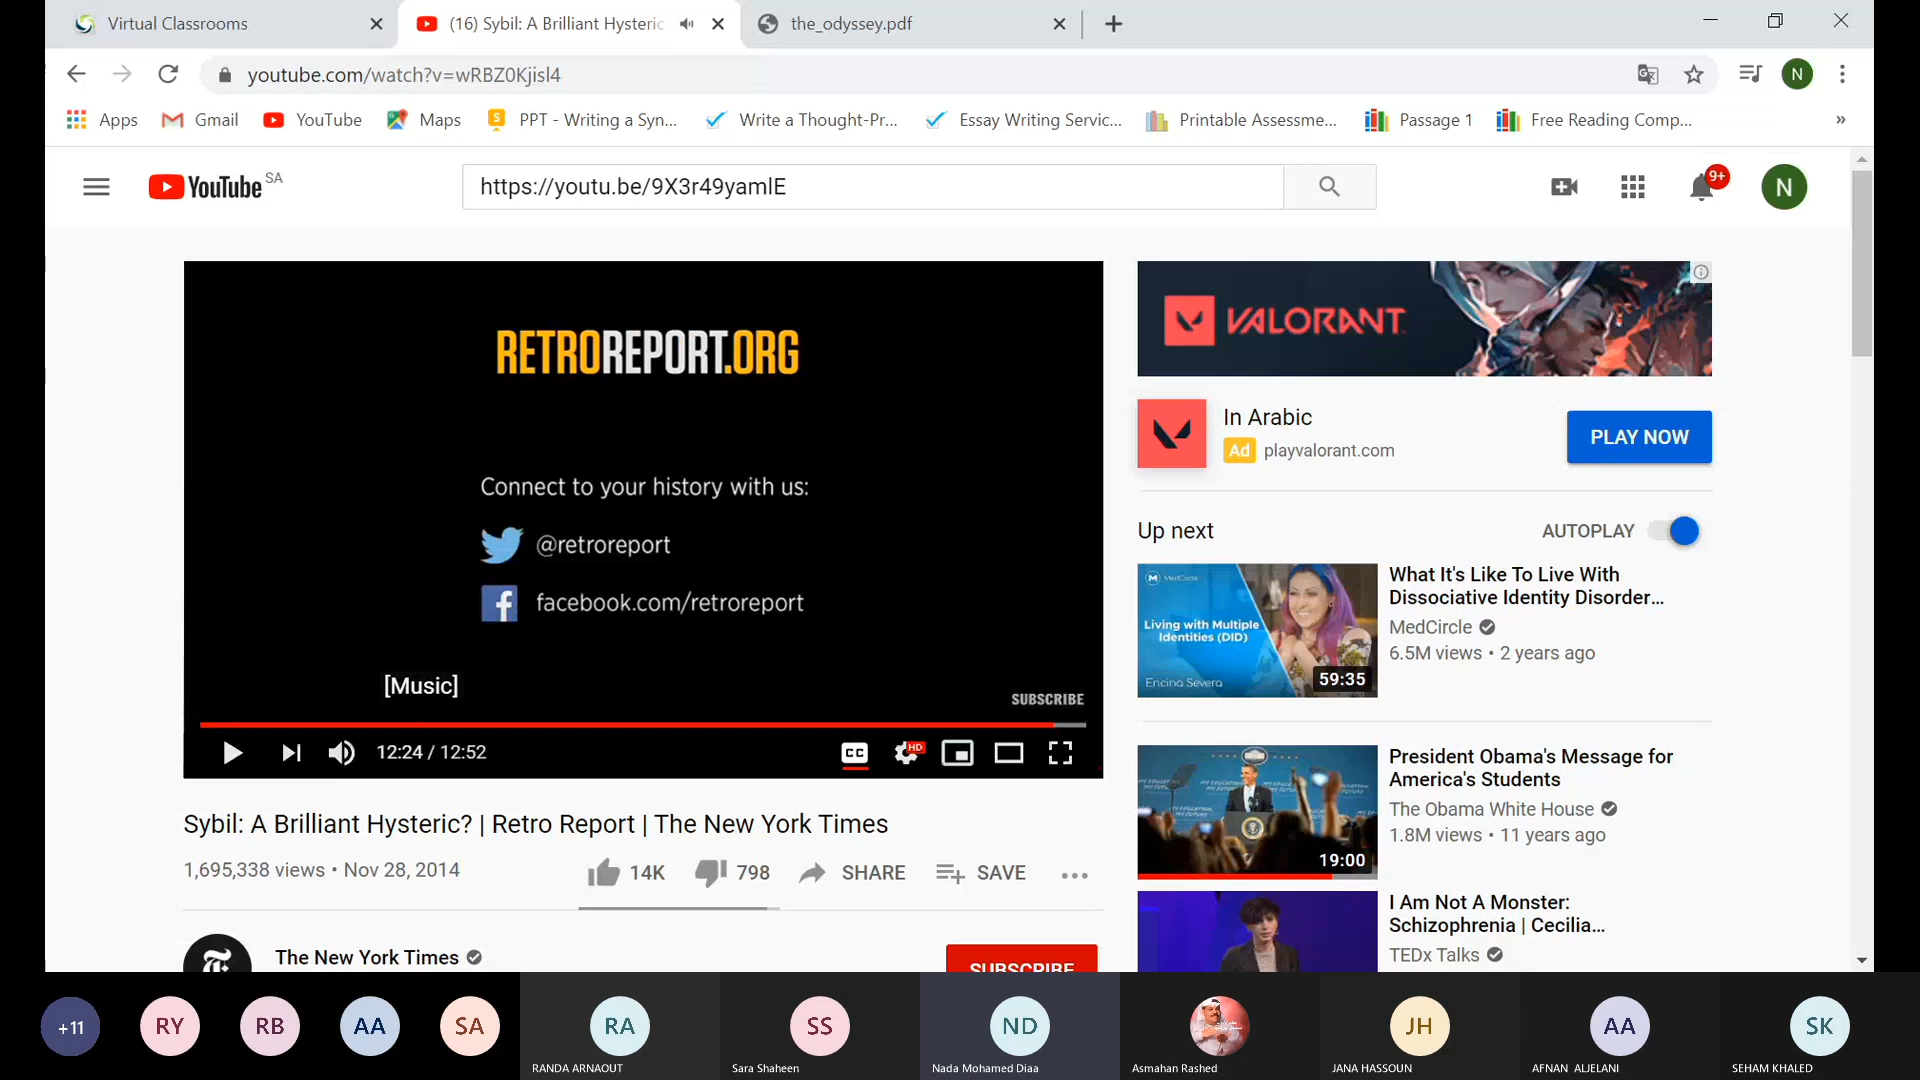 Virtual Classrooms
(16) Sybil: A Brilliant Hysteric
the_odyssey.pdf
youtube.com/watch?v=wRBZ0Kjisl4
N
Apps
Gmail
YouTube
Maps
PPT - Writing a Syn...
Write a Thought-Pr...
Essay Writing Servic...
Printable Assessme...
Passage 1
Free Reading Comp...
»
YouTube SA
https://youtu.be/9X3r49yamlE
9+
N
RETROREPORT.ORG
Connect to your history with us:
@retroreport
facebook.com/retroreport
[Music]
SUBSCRIBE
12:24 / 12:52
CC
HD
VALORANT
In Arabic
Ad playvalorant.com
PLAY NOW
Up next
AUTOPLAY
MedCircle
Living with Multiple
Identities (DID)
Encina Severa
59:35
What It's Like To Live With
Dissociative Identity Disorder...
MedCircle
6.5M views • 2 years ago
19:00
President Obama's Message for
America's Students
The Obama White House
1.8M views • 11 years ago
I Am Not A Monster:
Schizophrenia | Cecilia...
TEDx Talks
Sybil: A Brilliant Hysteric? | Retro Report | The New York Times
1,695,338 views • Nov 28, 2014
14K
798
SHARE
SAVE
The New York Times
SUBSCRIBE
+11
RY
RB
AA
SA
RA
RANDA ARNAOUT
SS
Sara Shaheen
ND
Nada Mohamed Diaa
Asmahan Rashed
JH
JANA HASSOUN
AA
AFNAN ALJELANI
SK
SEHAM KHALED